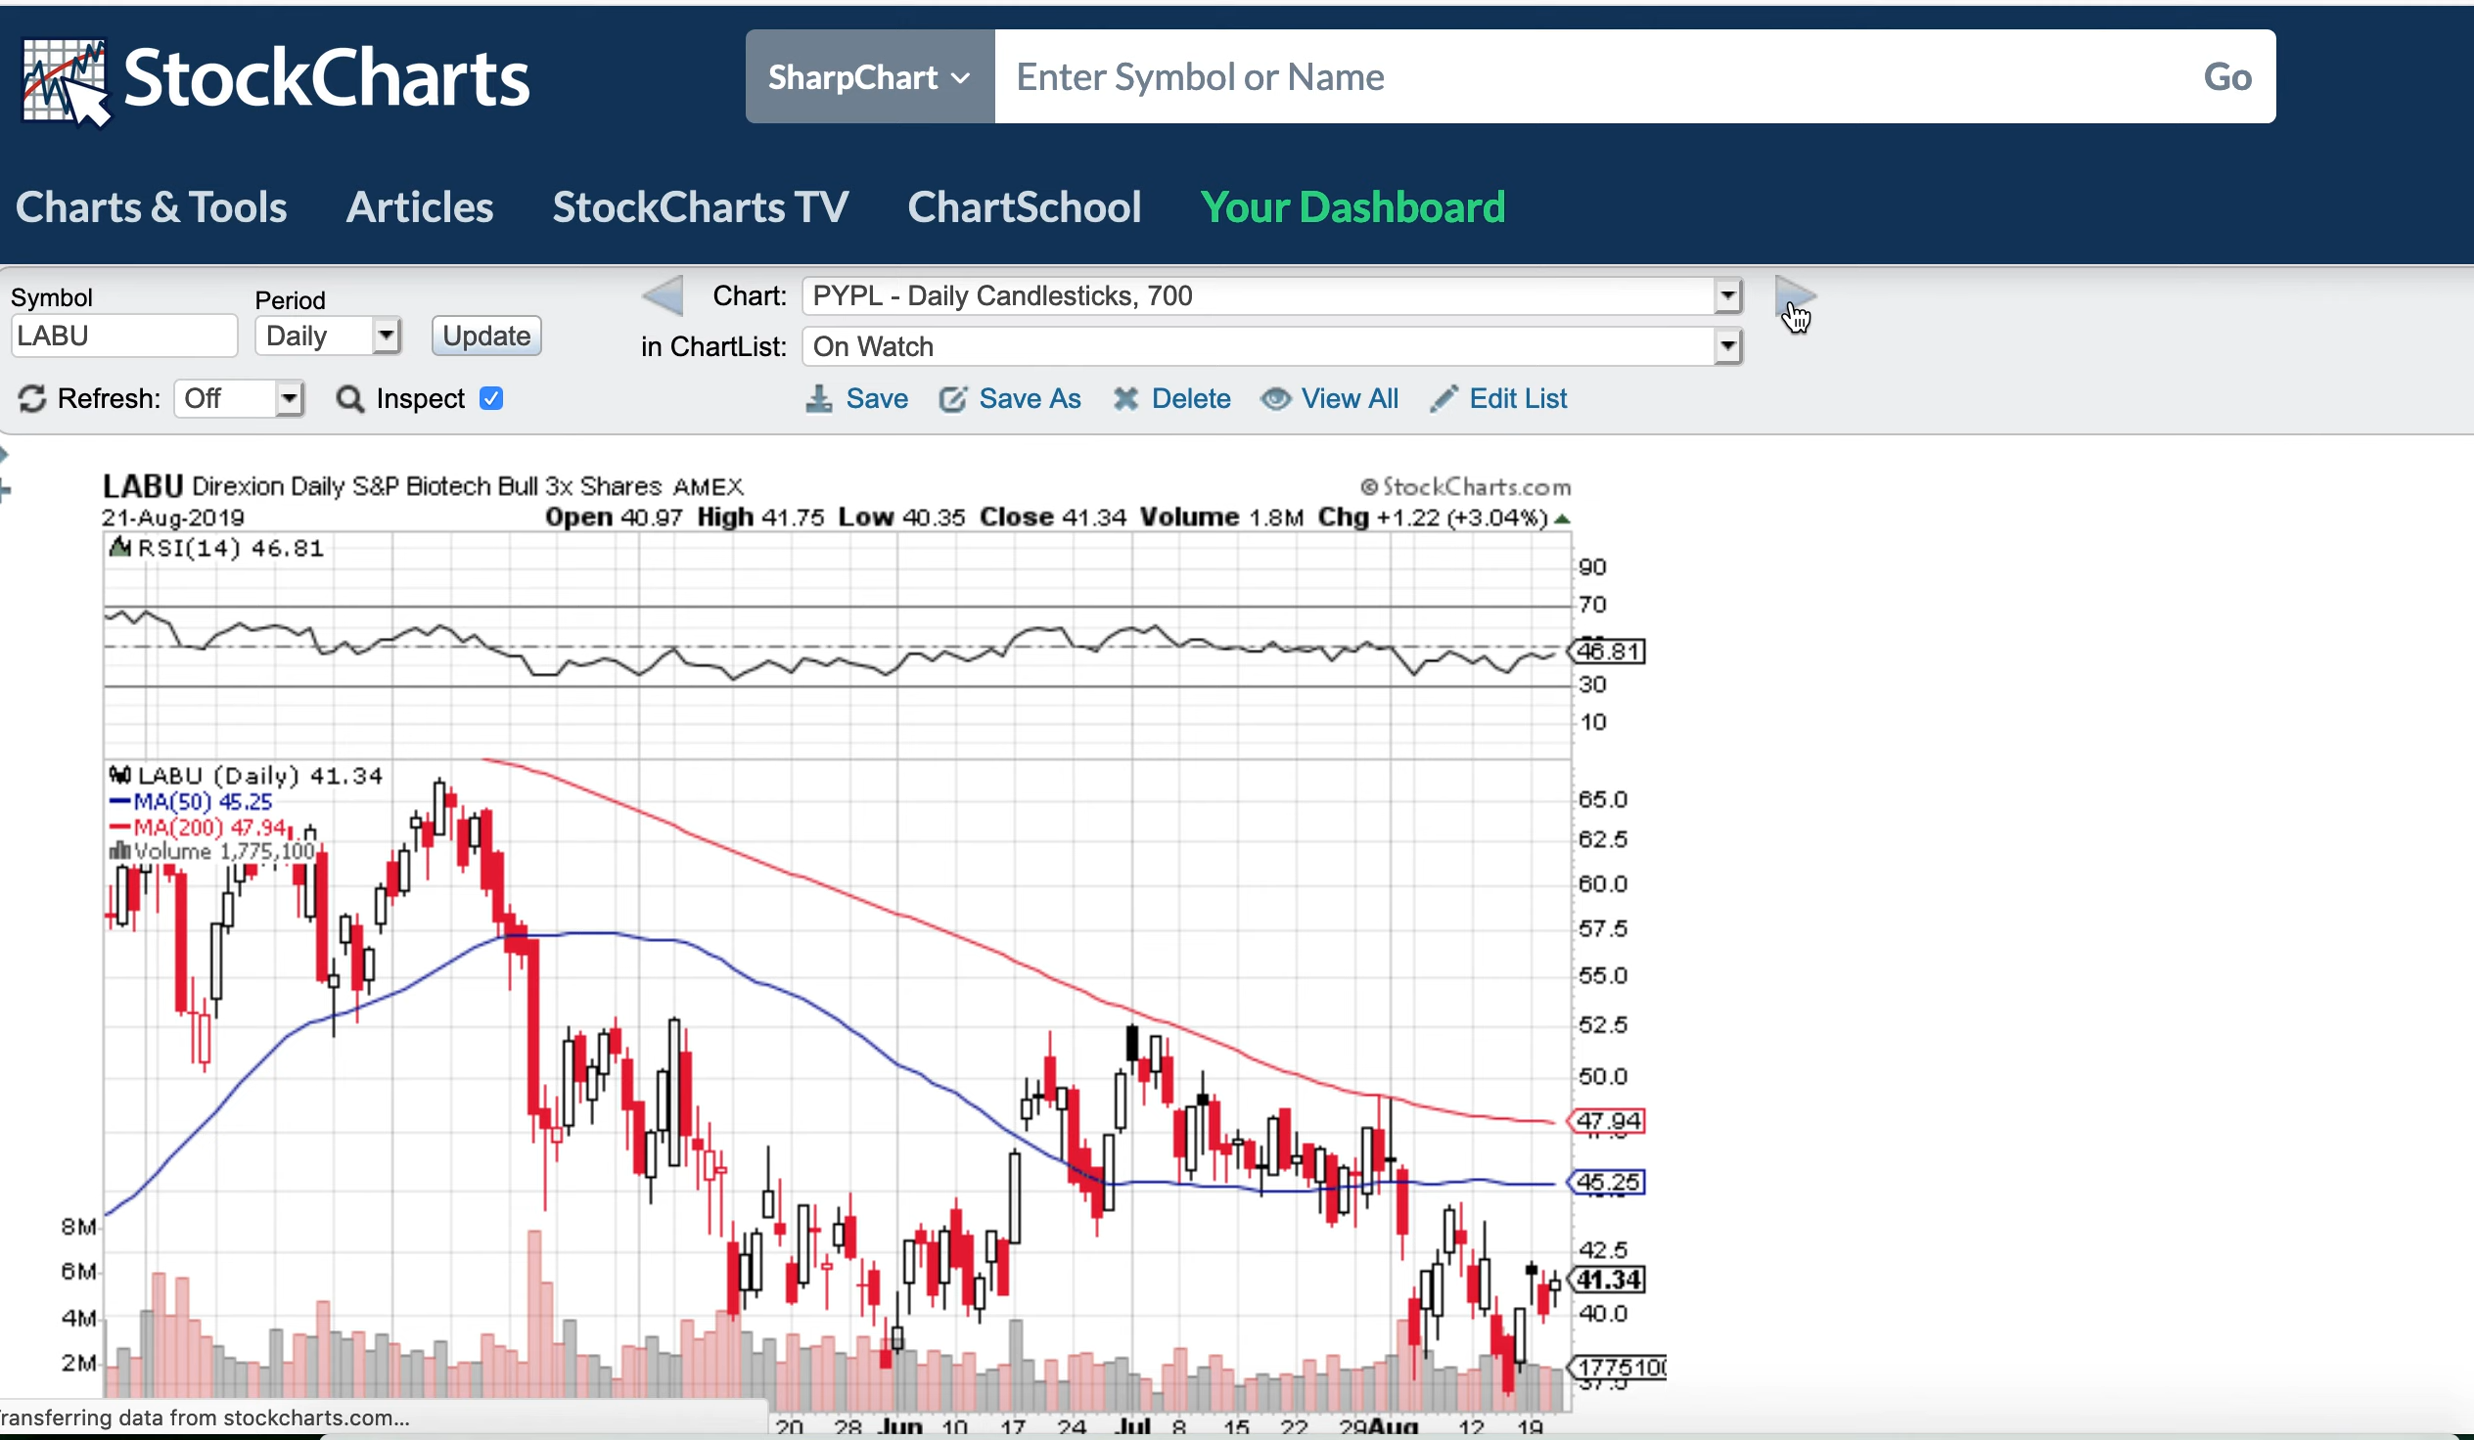 StockCharts
SharpChart Enter Symbol or Name Go
Charts & Tools Articles StockCharts TV ChartSchool Your Dashboard
Symbol Period Chart: PYPL - Daily Candlesticks, 700
LABU Daily Update in ChartList: On Watch
Refresh: Off Inspect Save Save As Delete View All Edit List
LABU Direxion Daily S&P Biotech Bull 3x Shares AMEX © StockCharts.com
21-Aug-2019 Open 40.97 High 41.75 Low 40.35 Close 41.34 Volume 1.8M Chg +1.22 (+3.04%)
RSI(14) 46.81
90
70
46.81
30
10
LABU (Daily) 41.34
MA(50) 45.25
MA(200) 47.94
Volume 1,775,100
65.0
62.5
60.0
57.5
55.0
52.5
50.0
47.94
45.25
8M
42.5
6M
41.34
40.0
4M
2M
1775100
37.5
ransferring data from stockcharts.com...
20 28 Jun 10 17 24 Jul 8 15 22 29 Aug 12 19